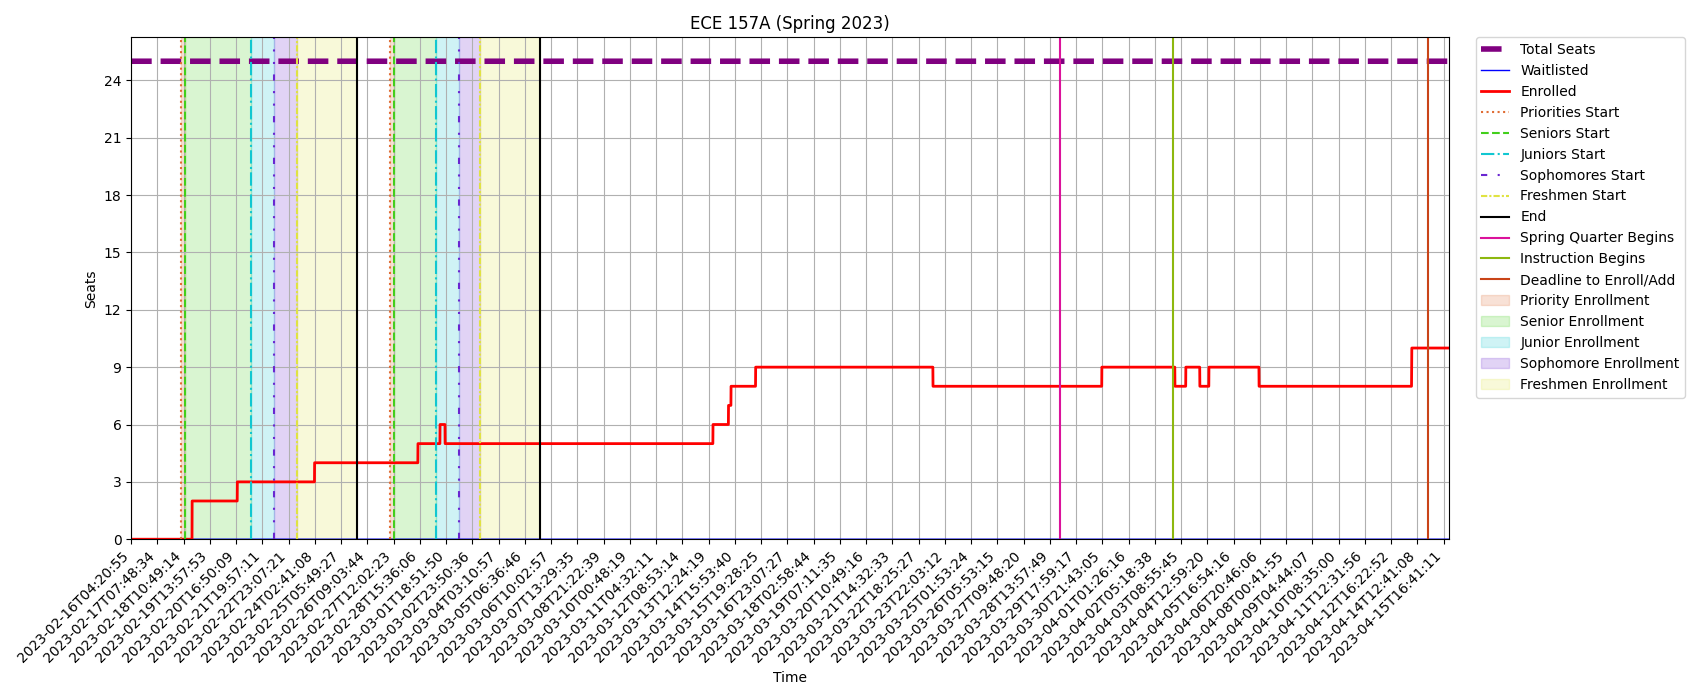 ECE 157A (Spring 2023)
Seats
24
21
18
15
12
9
6
3
0
2023-02-16T04:20:55
2023-02-17T07:48:34
2023-02-18T10:49:14
2023-02-19T13:57:53
2023-02-20T16:50:09
2023-02-21T19:57:11
2023-02-22T23:07:21
2023-02-24T02:41:08
2023-02-25T05:49:27
2023-02-26T09:03:44
2023-02-27T12:02:23
2023-02-28T15:36:06
2023-03-01T18:51:50
2023-03-02T23:50:36
2023-03-04T03:10:57
2023-03-05T06:36:46
2023-03-06T10:02:57
2023-03-07T13:29:35
2023-03-08T21:22:39
2023-03-10T00:48:19
2023-03-11T04:32:11
2023-03-12T08:53:14
2023-03-13T12:24:19
2023-03-14T15:53:40
2023-03-15T19:28:25
2023-03-16T23:07:27
2023-03-18T02:58:44
2023-03-19T07:11:35
2023-03-20T10:49:16
2023-03-21T14:32:33
2023-03-22T18:25:27
2023-03-23T22:03:12
2023-03-25T01:53:24
2023-03-26T05:53:15
2023-03-27T09:48:20
2023-03-28T13:57:49
2023-03-29T17:59:17
2023-03-30T21:43:05
2023-04-01T01:26:16
2023-04-02T05:18:38
2023-04-03T08:55:45
2023-04-04T12:59:20
2023-04-05T16:54:16
2023-04-06T20:46:06
2023-04-08T00:41:55
2023-04-09T04:44:07
2023-04-10T08:35:00
2023-04-11T12:31:56
2023-04-12T16:22:52
2023-04-14T12:41:08
2023-04-15T16:41:11
Time
Total Seats
Waitlisted
Enrolled
Priorities Start
Seniors Start
Juniors Start
Sophomores Start
Freshmen Start
End
Spring Quarter Begins
Instruction Begins
Deadline to Enroll/Add
Priority Enrollment
Senior Enrollment
Junior Enrollment
Sophomore Enrollment
Freshmen Enrollment